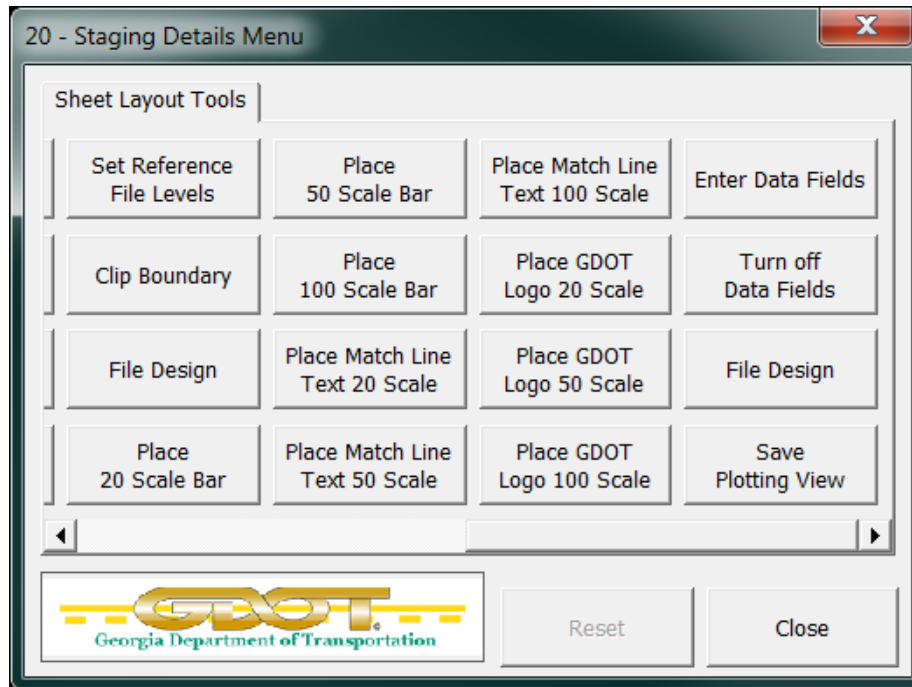 20 - Staging Details Menu
X
Sheet Layout Tools
Set Reference
File Levels
Place
50 Scale Bar
Place Match Line
Text 100 Scale
Enter Data Fields
Clip Boundary
Place
100 Scale Bar
Place GDOT
Logo 20 Scale
Turn off
Data Fields
File Design
Place Match Line
Text 20 Scale
Place GDOT
Logo 50 Scale
File Design
Place
20 Scale Bar
Place Match Line
Text 50 Scale
Place GDOT
Logo 100 Scale
Save
Plotting View
GDOT
Georgia Department of Transportation
Reset
Close